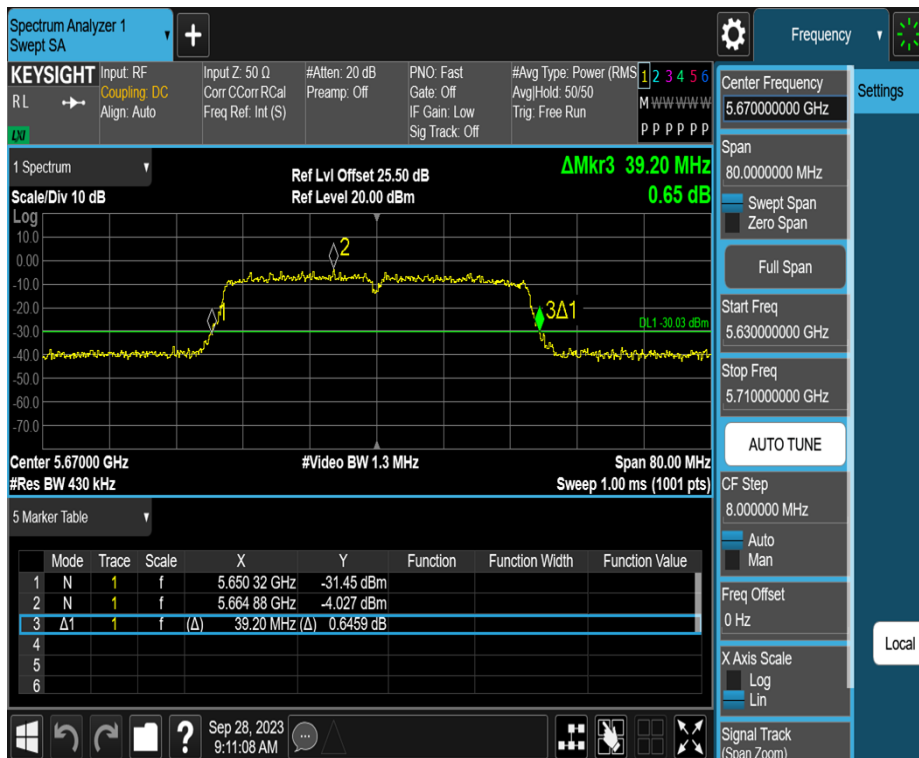 Spectrum Analyzer 1
Swept SA
Frequency
KEYSIGHT
RL
LXI
Input: RF
Coupling: DC
Align: Auto
Input Z: 50 Ω
Corr CCorr RCal
Freq Ref: Int (S)
#Atten: 20 dB
Preamp: Off
PNO: Fast
Gate: Off
IF Gain: Low
Sig Track: Off
#Avg Type: Power (RMS
Avg|Hold: 50/50
Trig: Free Run
1 2 3 4 5 6
M W W W W W
P P P P P P
1 Spectrum
Scale/Div 10 dB
Ref Lvl Offset 25.50 dB
Ref Level 20.00 dBm
ΔMkr3 39.20 MHz
0.65 dB
Log
10.0
0.00
-10.0
-20.0
-30.0
-40.0
-50.0
-60.0
-70.0
1
2
3Δ1
DL1 -30.03 dBm
Center 5.67000 GHz
#Res BW 430 kHz
#Video BW 1.3 MHz
Span 80.00 MHz
Sweep 1.00 ms (1001 pts)
5 Marker Table
Mode Trace Scale X Y Function Function Width Function Value
1 N 1 f 5.650 32 GHz -31.45 dBm
2 N 1 f 5.664 88 GHz -4.027 dBm
3 Δ1 1 f (Δ) 39.20 MHz (Δ) 0.6459 dB
4
5
6
Sep 28, 2023
9:11:08 AM
?
Center Frequency
5.670000000 GHz
Span
80.0000000 MHz
Swept Span
Zero Span
Full Span
Start Freq
5.630000000 GHz
Stop Freq
5.710000000 GHz
AUTO TUNE
CF Step
8.000000 MHz
Auto
Man
Freq Offset
0 Hz
X Axis Scale
Log
Lin
Signal Track
(Span Zoom)
Settings
Local